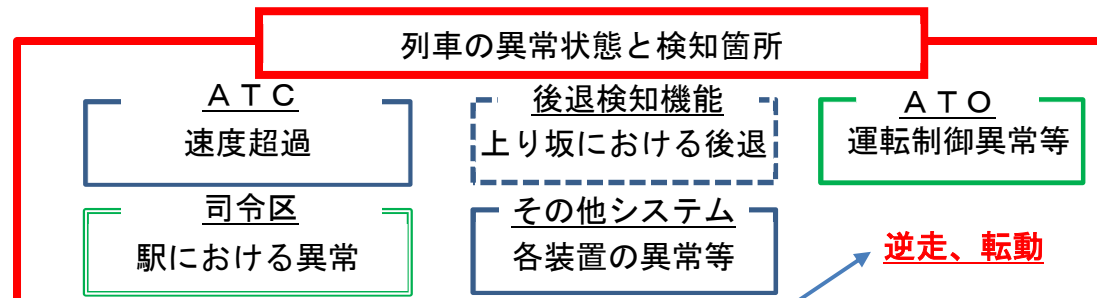 列車の異常状態と検知箇所
ＡＴＣ
速度超過
後退検知機能
上り坂における後退
ＡＴＯ
運転制御異常等
司令区
駅における異常
その他システム
各装置の異常等
逆走、転動